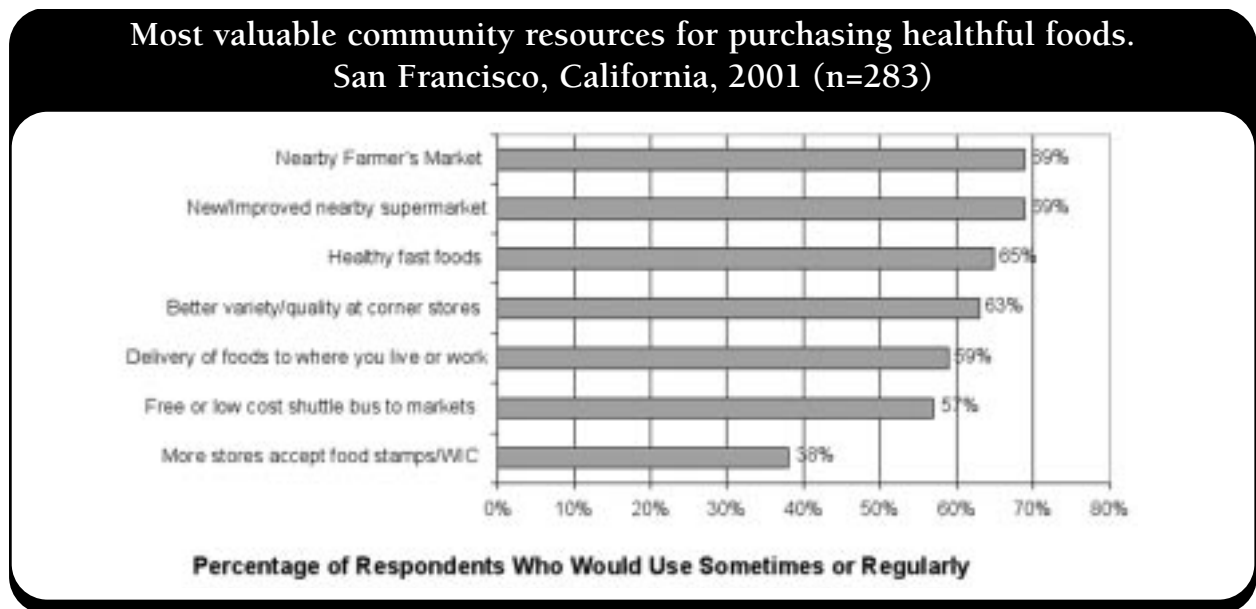 Most valuable community resources for purchasing healthful foods.
San Francisco, California, 2001 (n=283)
Nearby Farmer's Market 69%
New/Improved nearby supermarket 69%
Healthy fast foods 65%
Better variety/quality at corner stores 63%
Delivery of foods to where you live or work 59%
Free or low cost shuttle bus to markets 57%
More stores accept food stamps/WIC 38%
0% 10% 20% 30% 40% 50% 60% 70% 80%
Percentage of Respondents Who Would Use Sometimes or Regularly